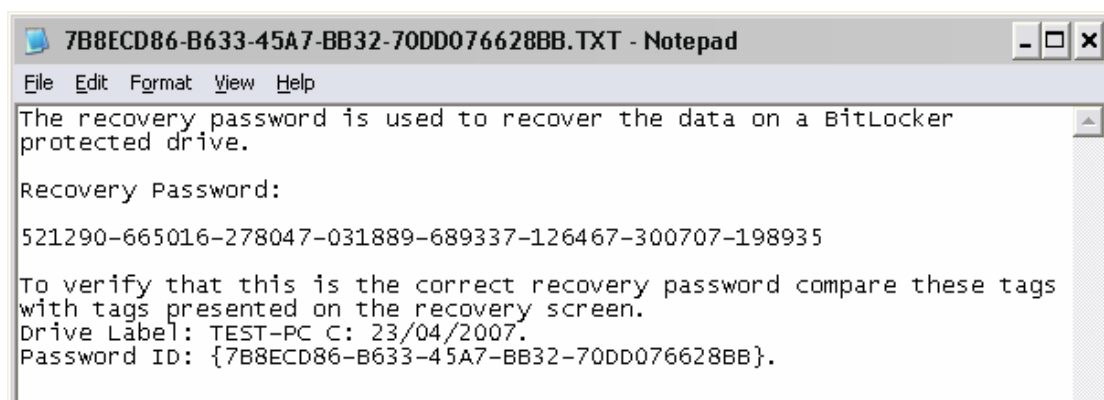 7B8ECD86-B633-45A7-BB32-70DD076628BB.TXT - Notepad
File Edit Format View Help
The recovery password is used to recover the data on a BitLocker
protected drive.
Recovery Password:
521290-665016-278047-031889-689337-126467-300707-198935
To verify that this is the correct recovery password compare these tags
with tags presented on the recovery screen.
Drive Label: TEST-PC C: 23/04/2007.
Password ID: {7B8ECD86-B633-45A7-BB32-70DD076628BB}.